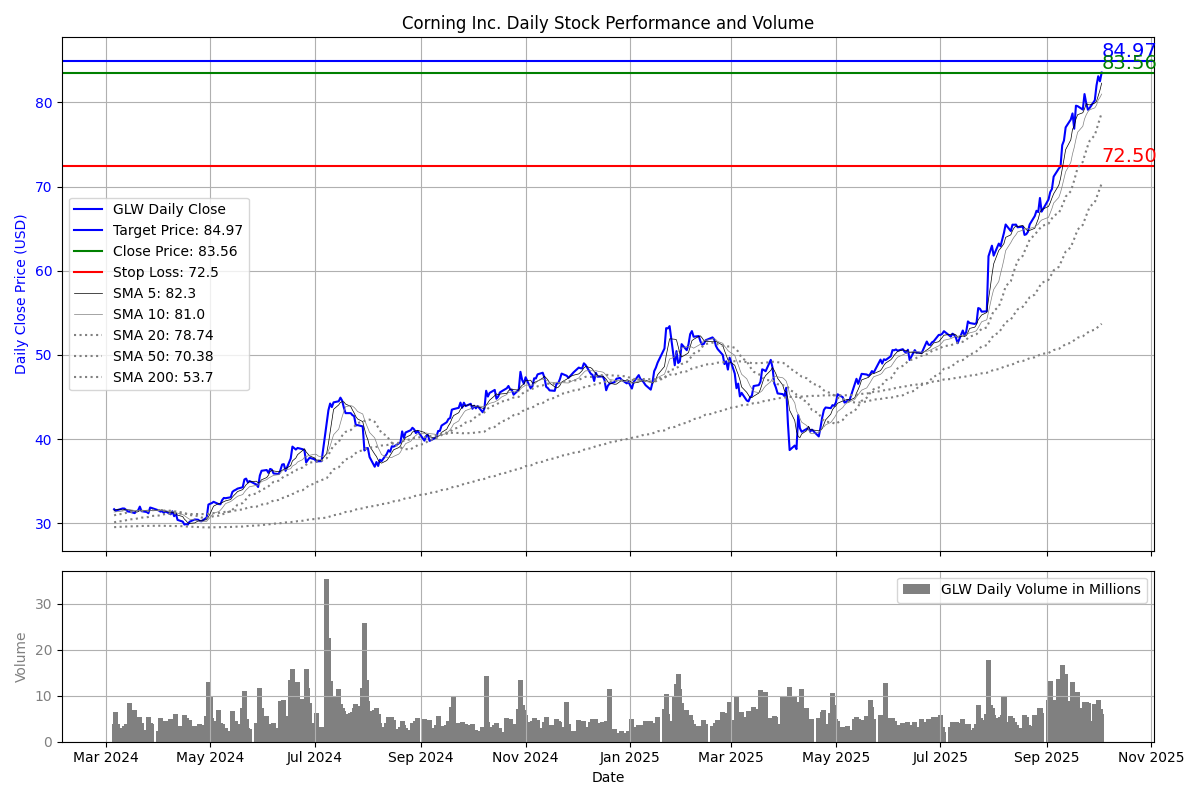 Corning Inc. Daily Stock Performance and Volume
84.97
83.56
80
72.50
70
60
50
40
30
Daily Close Price (USD)
GLW Daily Close
Target Price: 84.97
Close Price: 83.56
Stop Loss: 72.5
SMA 5: 82.3
SMA 10: 81.0
SMA 20: 78.74
SMA 50: 70.38
SMA 200: 53.7
GLW Daily Volume in Millions
30
20
10
0
Volume
Mar 2024
May 2024
Jul 2024
Sep 2024
Nov 2024
Jan 2025
Mar 2025
May 2025
Jul 2025
Sep 2025
Nov 2025
Date